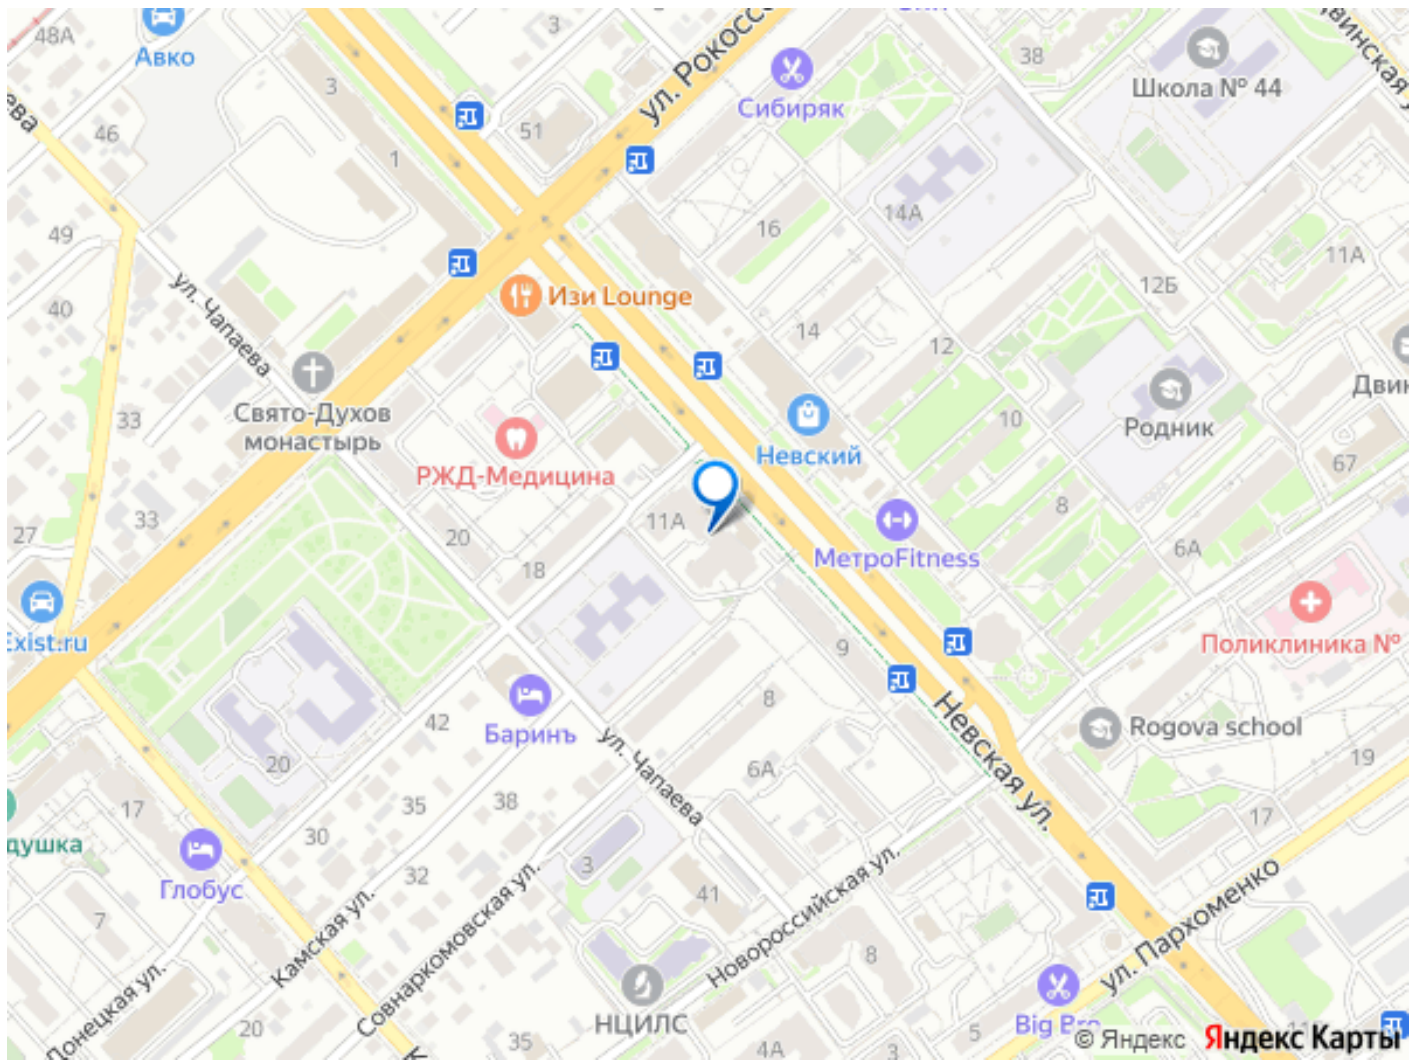 48А
Авко
3
3
ул. Рокосс
38
Школа № 44
Сибиряк
46
51
1
ева
49
16
14А
11А
12Б
40
ул. Чапаева
Изи Lounge
14
12
Свято-Духов
монастырь
33
РЖД-Медицина
Невский
10
Родник
67
27
33
20
18
11А
МетроFitness
8
6А
Exist.ru
Поликлиника №
9
Баринъ
42
8
Невская ул.
Rogova school
20
ул. Чапаева
6А
19
17
35
38
30
32
3
17
Глобус
41
7
Камская ул.
Совнаркомовская ул.
Новороссийская ул.
ул. Пархоменко
8
Донецкая ул.
20
35
НЦИЛС
4А
5
© Яндекс Яндекс Карты